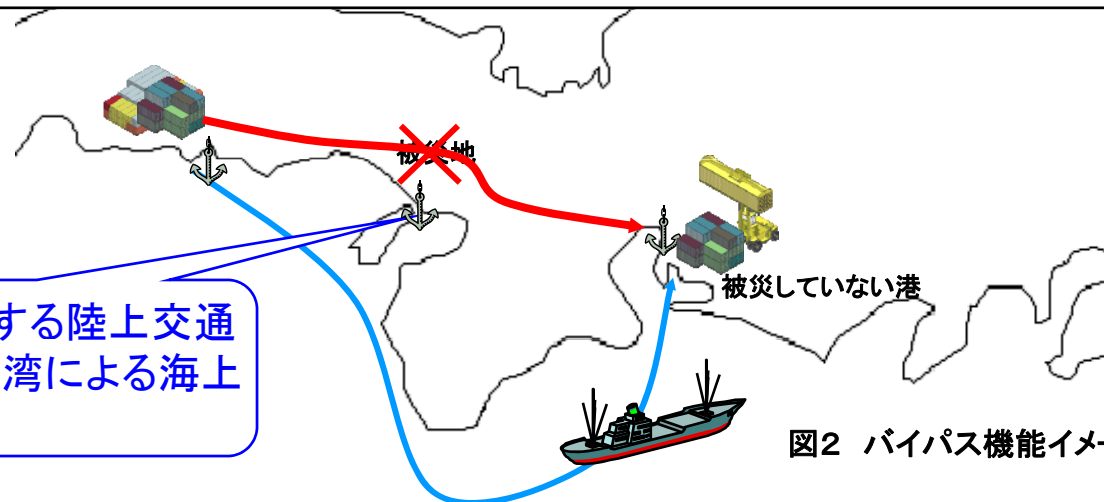 被災地
被災していない港
する陸上交通
湾による海上
図2 バイパス機能イメー